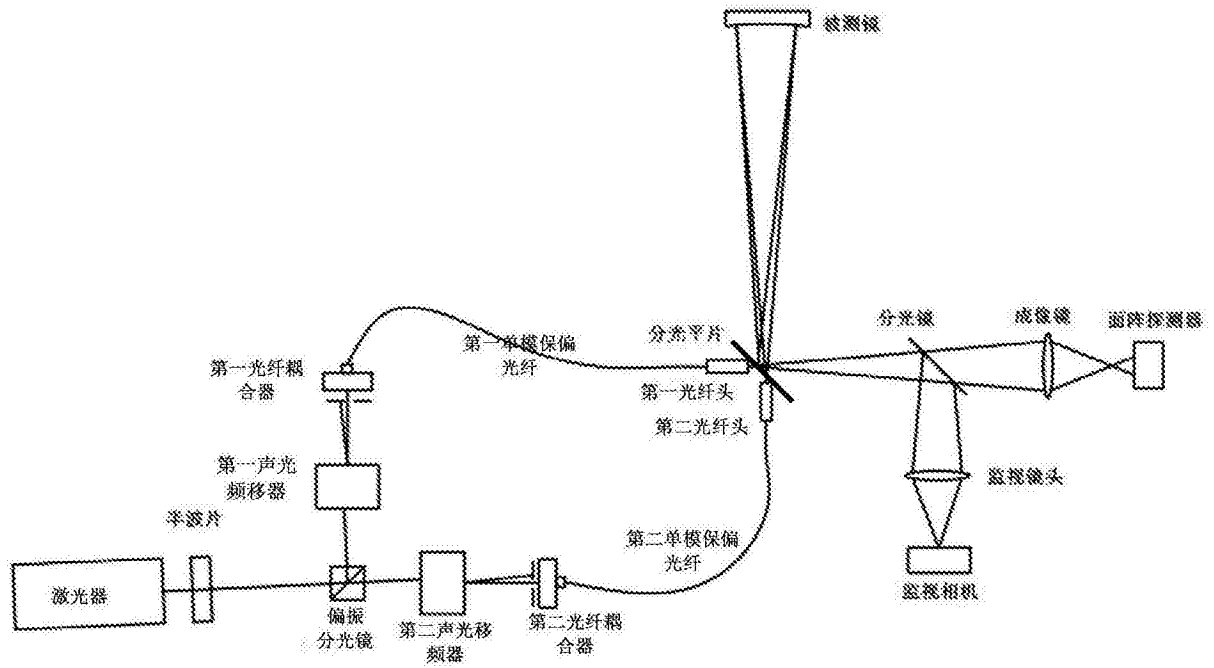 被测镜
分光镜
成像镜
面阵探测器
第一单模保偏
光纤
分光平片
第一光纤耦
合器
第一光纤头
第二光纤头
第一声光
频移器
监视镜头
半波片
第二单模保偏
光纤
激光器
监视相机
偏振
分光镜
第二声光移
频器
第二光纤耦
合器